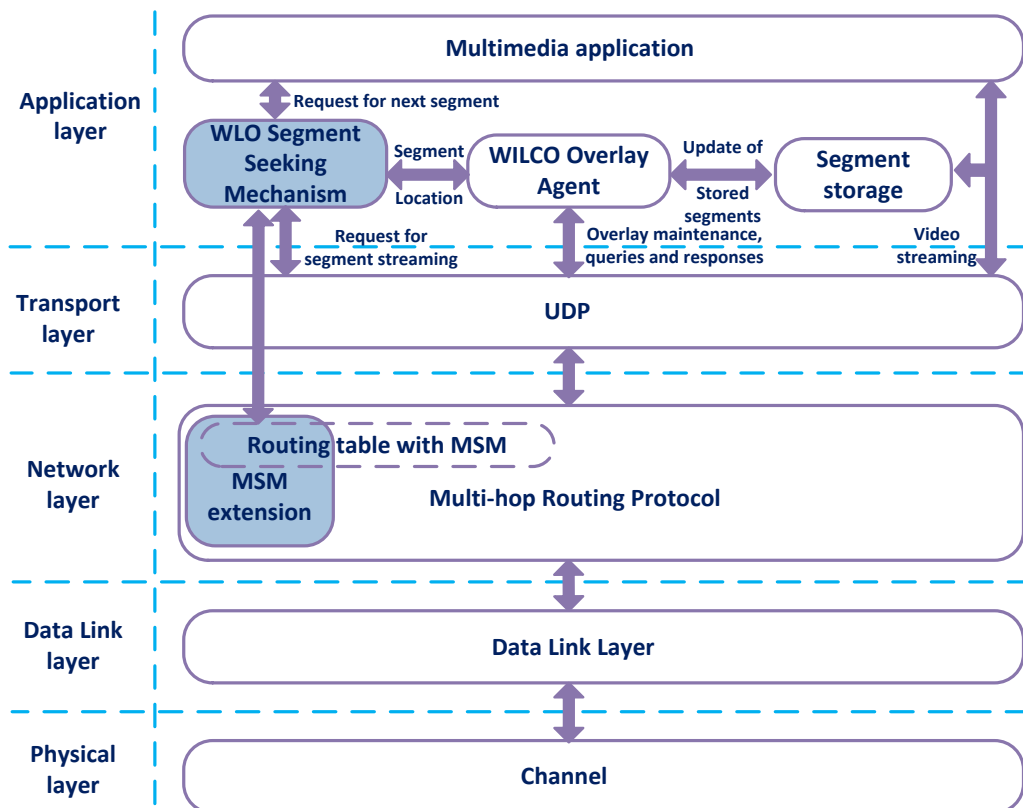 Multimedia application
Application
layer
Request for next segment
WLO Segment
Seeking
Mechanism
Segment
Location
WILCO Overlay
Agent
Update of
Stored
segments
Segment
storage
Request for
segment streaming
Overlay maintenance,
queries and responses
Video
streaming
Transport
layer
UDP
Network
layer
Routing table with MSM
MSM
extension
Multi-hop Routing Protocol
Data Link
layer
Data Link Layer
Physical
layer
Channel